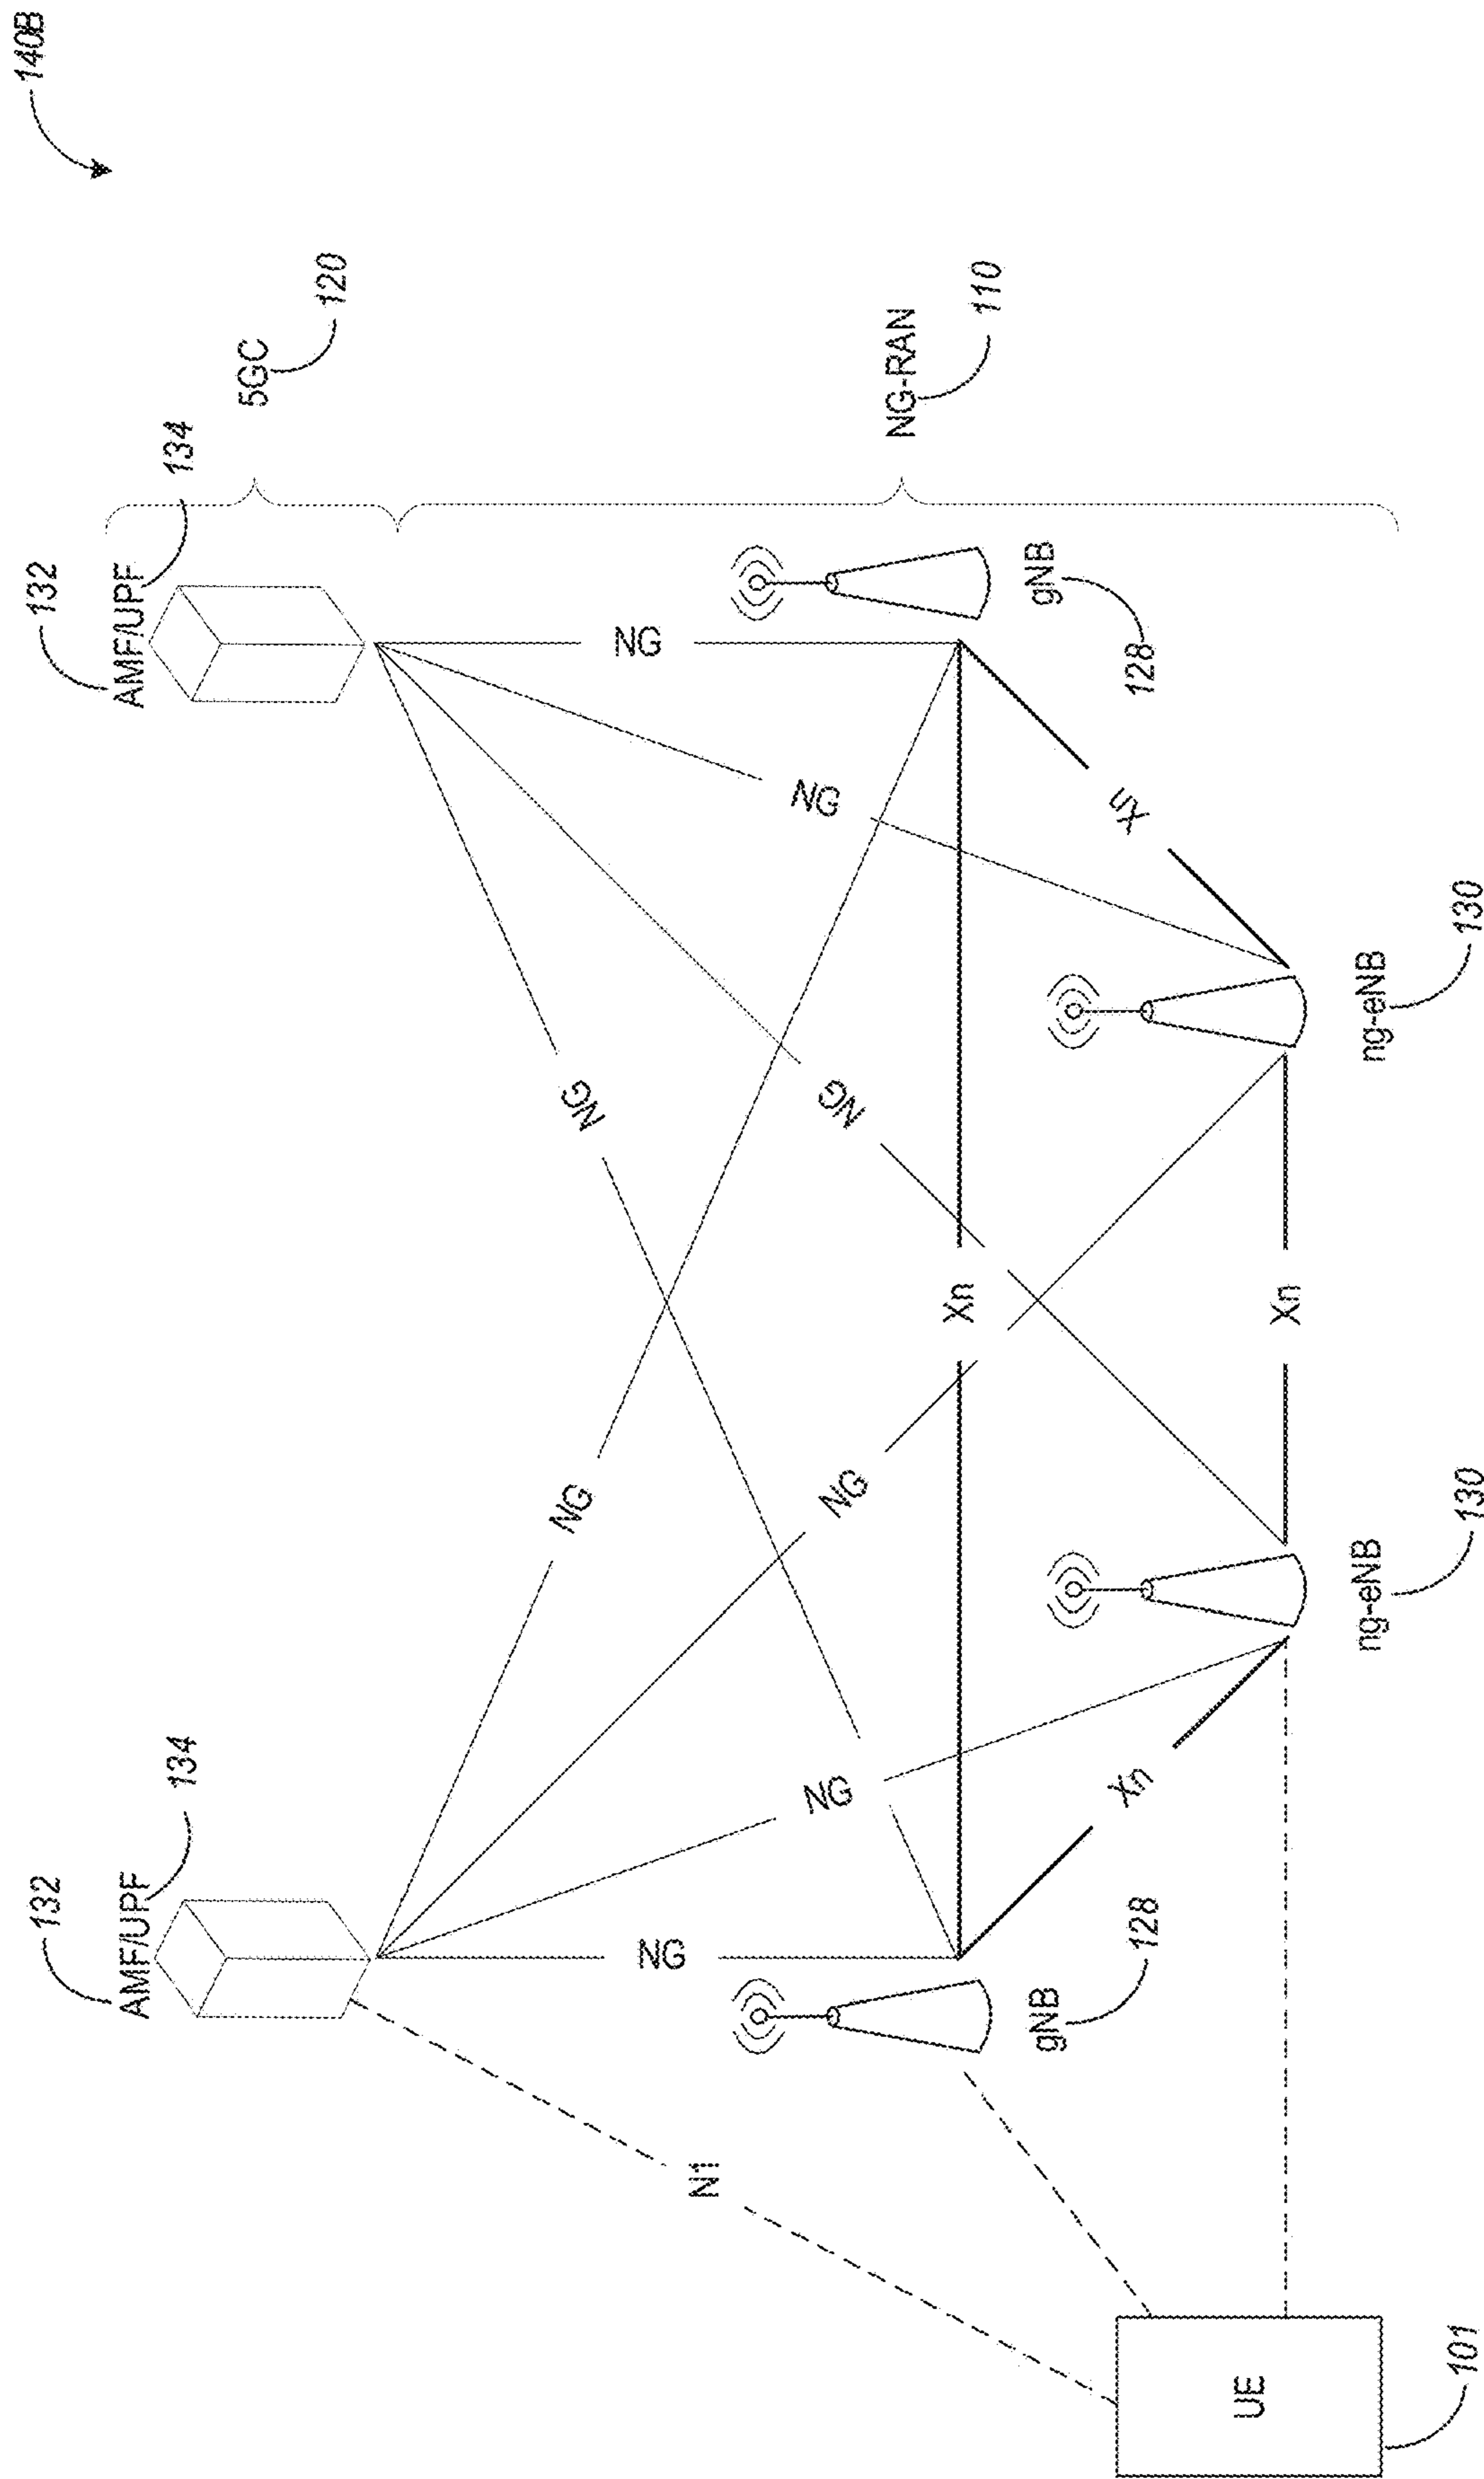 140B
132
AMF/UPF
134
132
AMF/UPF
134
5GC
120
NG
NG
NG
NG
NG
NG
NG
NG
N1
gNB
128
gNB
128
NG-RAN
110
Xn
Xn
Xn
Xn
ng-eNB
130
ng-eNB
130
UE
101